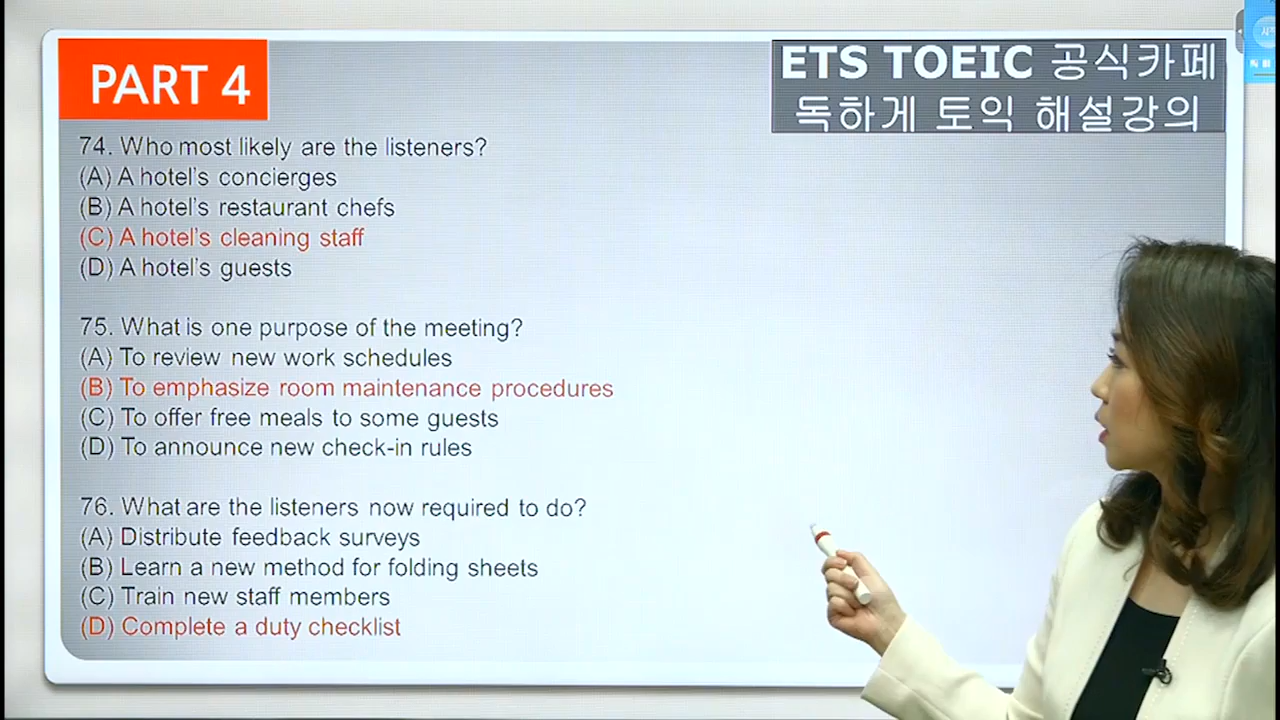 PART 4
ETS TOEIC 공식카페
독하게 토익 해설강의
74. Who most likely are the listeners?
(A) A hotel's concierges
(B) A hotel's restaurant chefs
(C) A hotel's cleaning staff
(D) A hotel's guests
75. What is one purpose of the meeting?
(A) To review new work schedules
(B) To emphasize room maintenance procedures
(C) To offer free meals to some guests
(D) To announce new check-in rules
76. What are the listeners now required to do?
(A) Distribute feedback surveys
(B) Learn a new method for folding sheets
(C) Train new staff members
(D) Complete a duty checklist